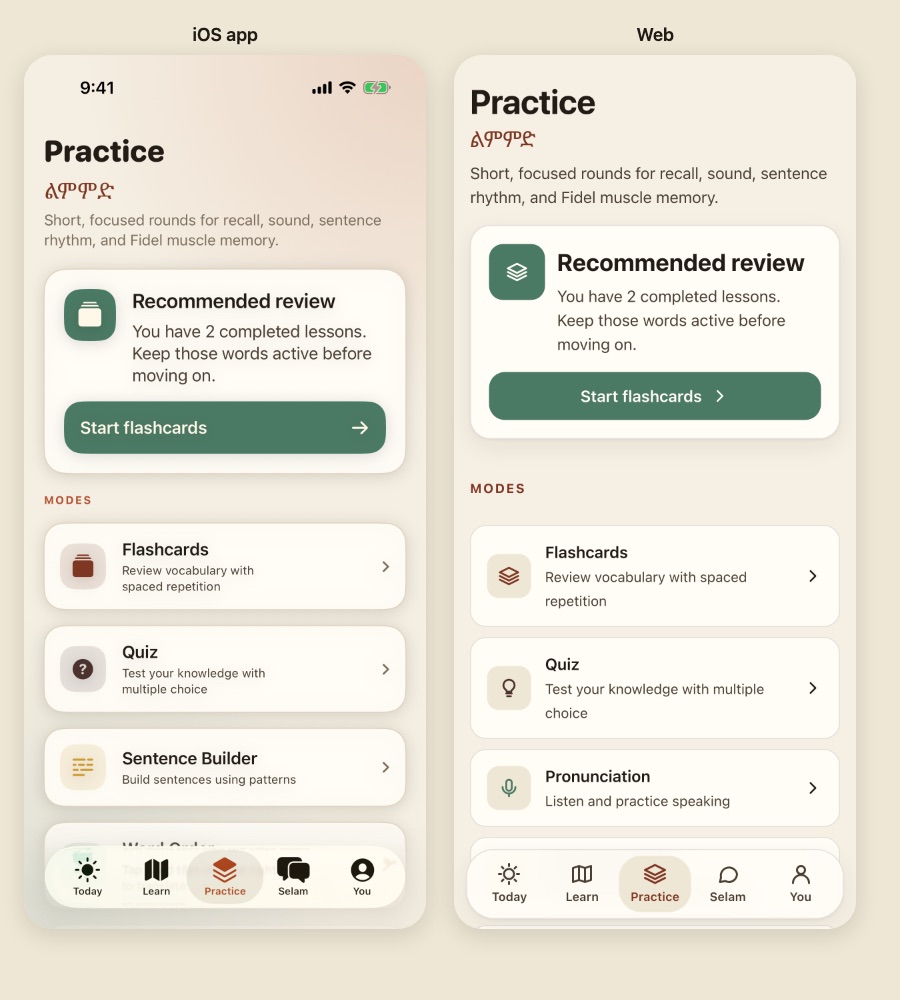 iOS app
9:41
Practice
ልምምድ
Short, focused rounds for recall, sound, sentence
rhythm, and Fidel muscle memory.
Recommended review
You have 2 completed lessons.
Keep those words active before
moving on.
Start flashcards
MODES
Flashcards
Review vocabulary with
spaced repetition
Quiz
Test your knowledge with
multiple choice
Sentence Builder
Build sentences using patterns
Word Order
Today
Learn
Practice
Selam
You
Web
Practice
ልምምድ
Short, focused rounds for recall, sound, sentence
rhythm, and Fidel muscle memory.
Recommended review
You have 2 completed lessons.
Keep those words active before
moving on.
Start flashcards
MODES
Flashcards
Review vocabulary with spaced
repetition
Quiz
Test your knowledge with multiple
choice
Pronunciation
Listen and practice speaking
Today
Learn
Practice
Selam
You